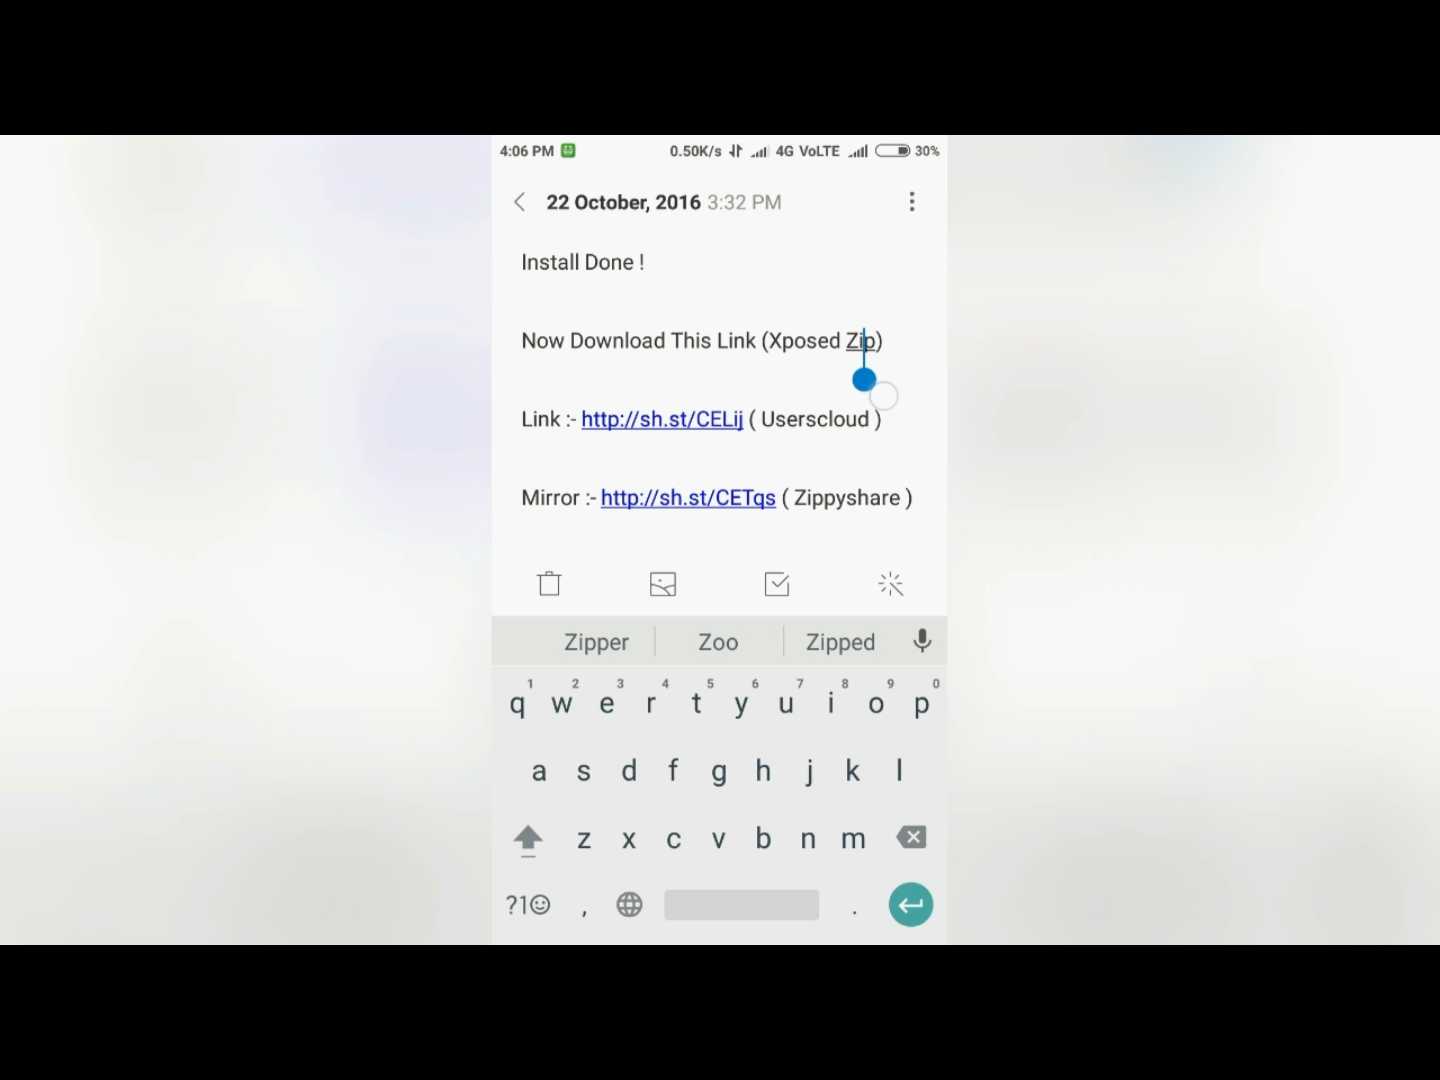 4:06 PM 0.50K/s 4G VoLTE 30%
22 October, 2016 3:32 PM
Install Done !
Now Download This Link (Xposed Zip)
Link :- http://sh.st/CELij ( Userscloud )
Mirror :- http://sh.st/CETqs ( Zippyshare )
Zipper Zoo Zipped
1 2 3 4 5 6 7 8 9 0
q w e r t y u i o p
a s d f g h j k l
z x c v b n m
?1☺ , .